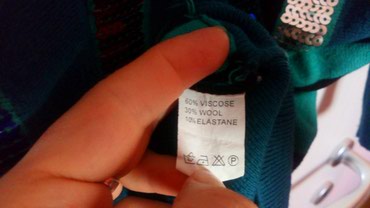 60% VISCOSE
30% WOOL
10% ELASTANE
P